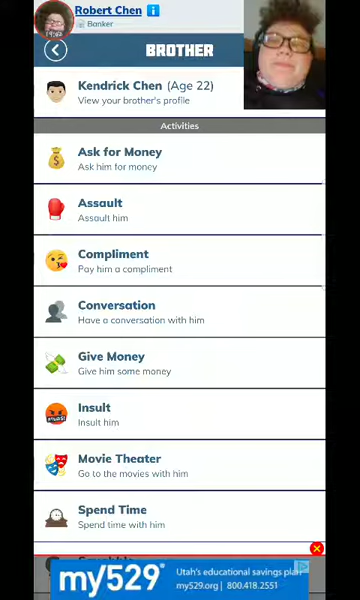 Robert Chen
Banker
BROTHER
Kendrick Chen (Age 22)
View your brother's profile
Activities
Ask for Money
Ask him for money
Assault
Assault him
Compliment
Pay him a compliment
Conversation
Have a conversation with him
Give Money
Give him some money
Insult
Insult him
Movie Theater
Go to the movies with him
Spend Time
Spend time with him
my529
Utah's educational savings plan
my529.org | 800.418.2551